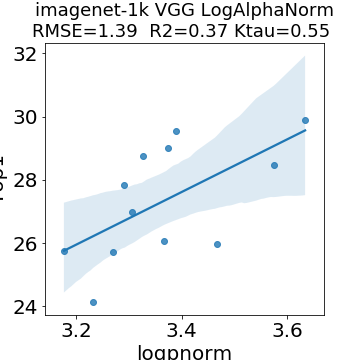 imagenet-1k VGG LogAlphaNorm
RMSE=1.39 R2=0.37 Ktau=0.55
32
30
28
26
24
3.2 3.4 3.6
logpnorm